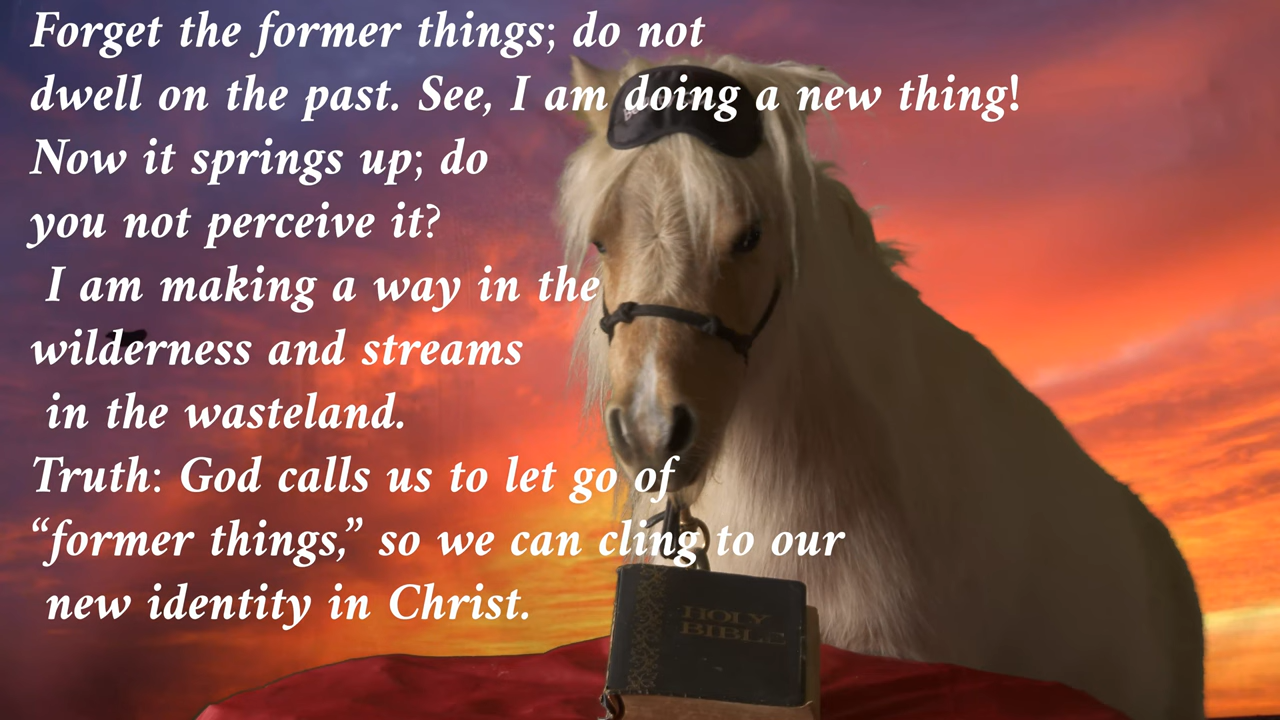 Forget the former things; do not
dwell on the past. See, I am doing a new thing!
Now it springs up; do
you not perceive it?
I am making a way in the
wilderness and streams
in the wasteland.
Truth: God calls us to let go of
“former things,” so we can cling to our
new identity in Christ.
HOLY
BIBLE